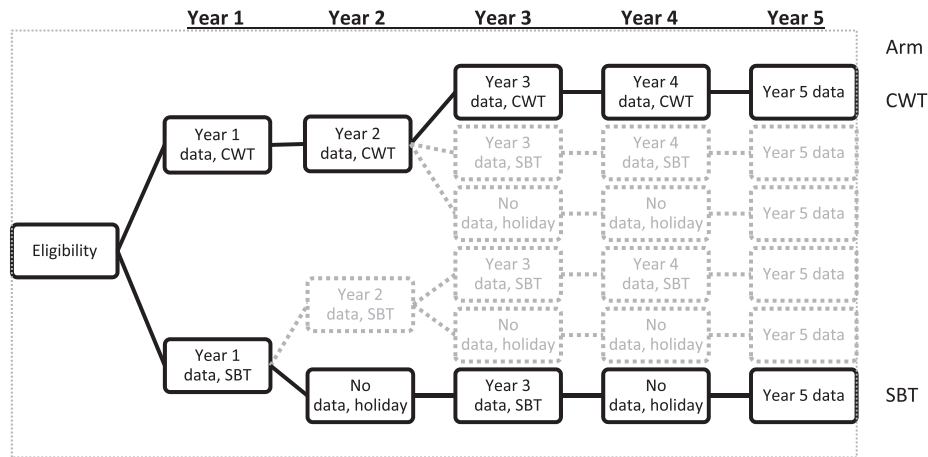 Year 1 Year 2 Year 3 Year 4 Year 5
Arm
Year 3
data, CWT
Year 4
data, CWT
Year 5 data
CWT
Year 1
data, CWT
Year 2
data, CWT
Year 3
data, SBT
Year 4
data, SBT
Year 5 data
No
data, holiday
No
data, holiday
Year 5 data
Eligibility
Year 3
data, SBT
Year 4
data, SBT
Year 5 data
Year 2
data, SBT
No
data, holiday
No
data, holiday
Year 5 data
Year 1
data, SBT
No
data, holiday
Year 3
data, SBT
No
data, holiday
Year 5 data
SBT